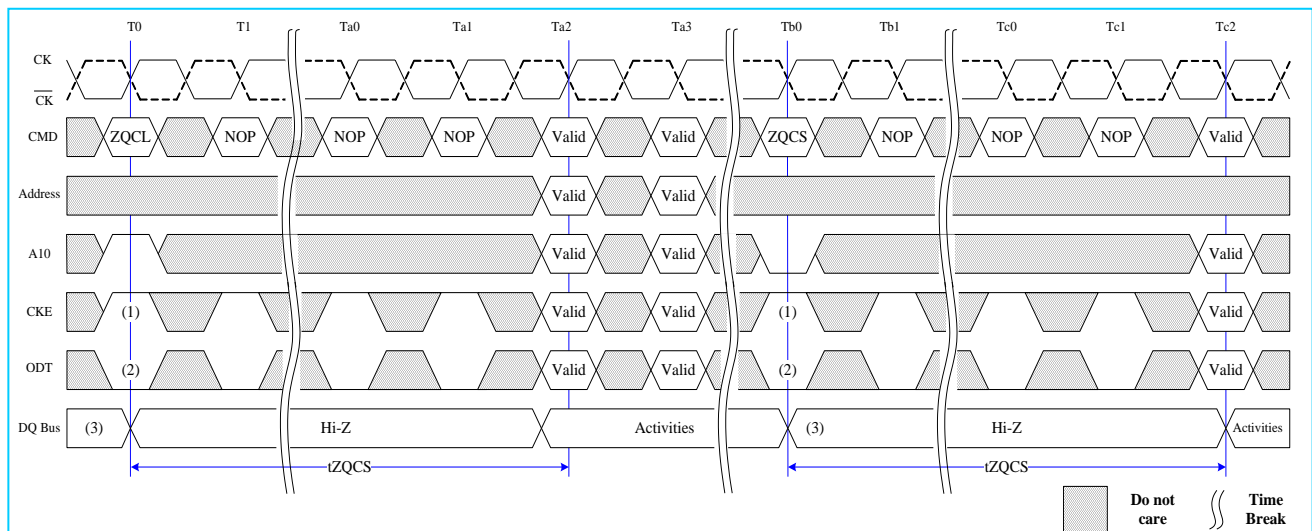 T0 T1 Ta0 Ta1 Ta2 Ta3 Tb0 Tb1 Tc0 Tc1 Tc2
CK
CK
CMD ZQCL NOP NOP NOP Valid Valid ZQCS NOP NOP NOP Valid
Address Valid Valid
A10 Valid Valid Valid
CKE (1) Valid Valid (1) Valid
ODT (2) Valid Valid (2) Valid
DQ Bus (3) Hi-Z Activities (3) Hi-Z Activities
tZQCS tZQCS
Do not care Time Break